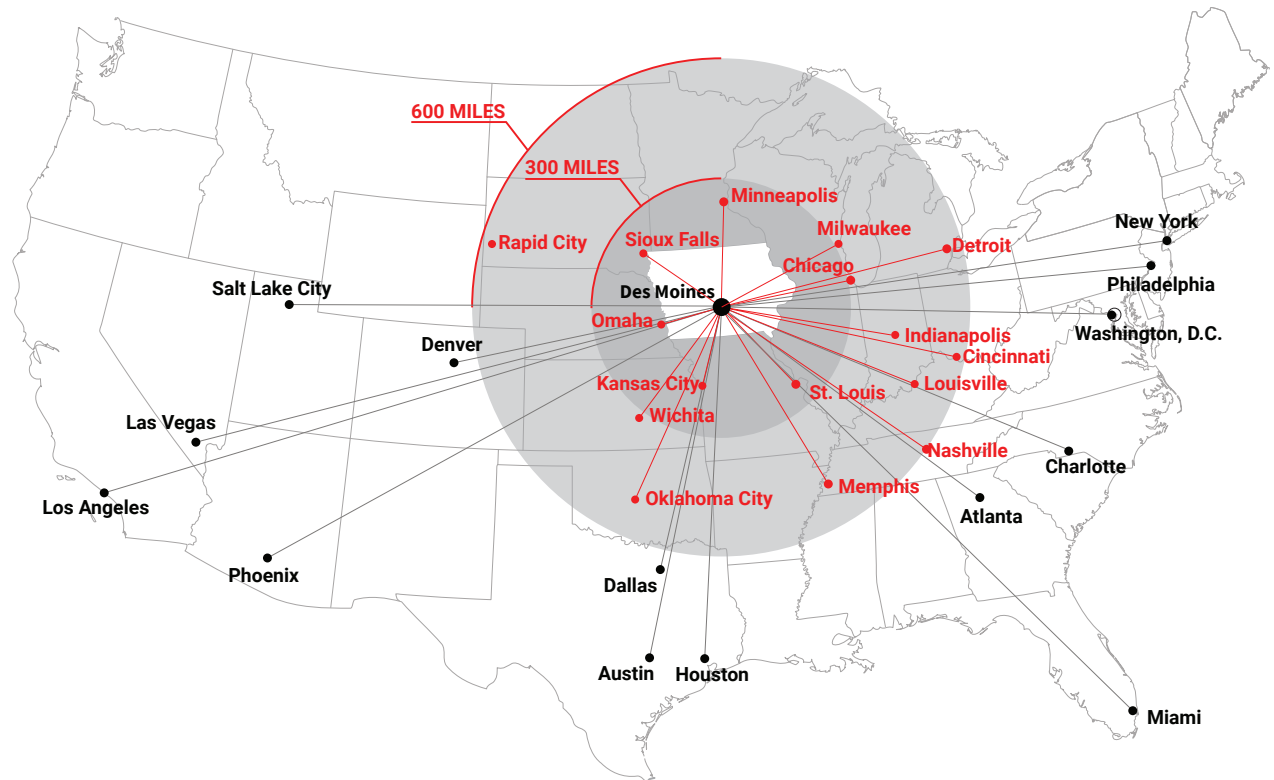 600 MILES
300 MILES
Minneapolis
New York
Milwaukee
Sioux Falls
Rapid City
Detroit
Chicago
Philadelphia
Salt Lake City
Des Moines
Omaha
Washington, D.C.
Indianapolis
Denver
Cincinnati
Kansas City
Louisville
St. Louis
Wichita
Las Vegas
Nashville
Charlotte
Memphis
Oklahoma City
Los Angeles
Atlanta
Phoenix
Dallas
Austin
Houston
Miami